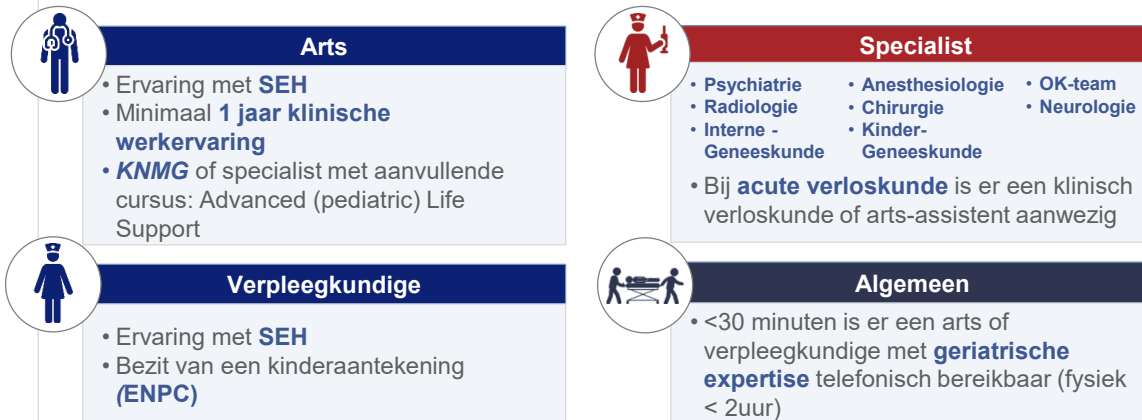 Arts
• Ervaring met SEH
• Minimaal 1 jaar klinische
werkervaring
• KNMG of specialist met aanvullende
cursus: Advanced (pediatric) Life
Support
Specialist
• Psychiatrie
• Radiologie
• Interne -
Geneeskunde
• Anesthesiologie
• Chirurgie
• Kinder-
Geneeskunde
• OK-team
• Neurologie
• Bij acute verloskunde is er een klinisch
verloskunde of arts-assistent aanwezig
Verpleegkundige
• Ervaring met SEH
• Bezit van een kinderaantekening
(ENPC)
Algemeen
• <30 minuten is er een arts of
verpleegkundige met geriatrische
expertise telefonisch bereikbaar (fysiek
< 2uur)